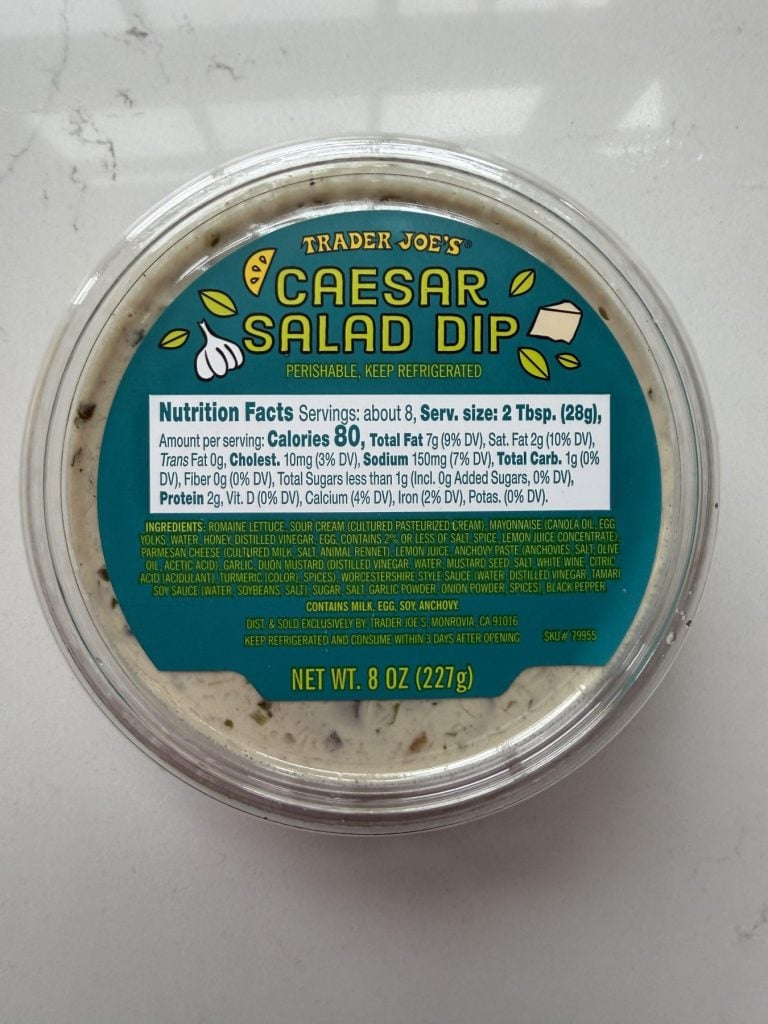 TRADER JOE'S®
CAESAR
SALAD DIP
PERISHABLE, KEEP REFRIGERATED
Nutrition Facts Servings: about 8, Serv. size: 2 Tbsp. (28g),
Amount per serving: Calories 80, Total Fat 7g (9% DV), Sat. Fat 2g (10% DV),
Trans Fat 0g, Cholest. 10mg (3% DV), Sodium 150mg (7% DV), Total Carb. 1g (0%
DV), Fiber 0g (0% DV), Total Sugars less than 1g (Incl. 0g Added Sugars, 0% DV),
Protein 2g, Vit. D (0% DV), Calcium (4% DV), Iron (2% DV), Potas. (0% DV).
INGREDIENTS: ROMAINE LETTUCE, SOUR CREAM (CULTURED PASTEURIZED CREAM), MAYONNAISE (CANOLA OIL, EGG
YOLKS, WATER, HONEY, DISTILLED VINEGAR, EGG, CONTAINS 2% OR LESS OF SALT, SPICE, LEMON JUICE CONCENTRATE),
PARMESAN CHEESE (CULTURED MILK, SALT, ANIMAL RENNET), LEMON JUICE, ANCHOVY PASTE (ANCHOVIES, SALT, OLIVE
OIL, ACETIC ACID), GARLIC, DIJON MUSTARD (DISTILLED VINEGAR, WATER, MUSTARD SEED, SALT, WHITE WINE, CITRIC
ACID [ACIDULANT], TURMERIC [COLOR], SPICES), WORCESTERSHIRE STYLE SAUCE (WATER, DISTILLED VINEGAR, TAMARI
SOY SAUCE [WATER, SOYBEANS, SALT], SUGAR, SALT, GARLIC POWDER, ONION POWDER, SPICES), BLACK PEPPER.
CONTAINS MILK, EGG, SOY, ANCHOVY.
DIST. & SOLD EXCLUSIVELY BY: TRADER JOE'S, MONROVIA, CA 91016
KEEP REFRIGERATED AND CONSUME WITHIN 3 DAYS AFTER OPENING SKU# 79955
NET WT. 8 OZ (227g)